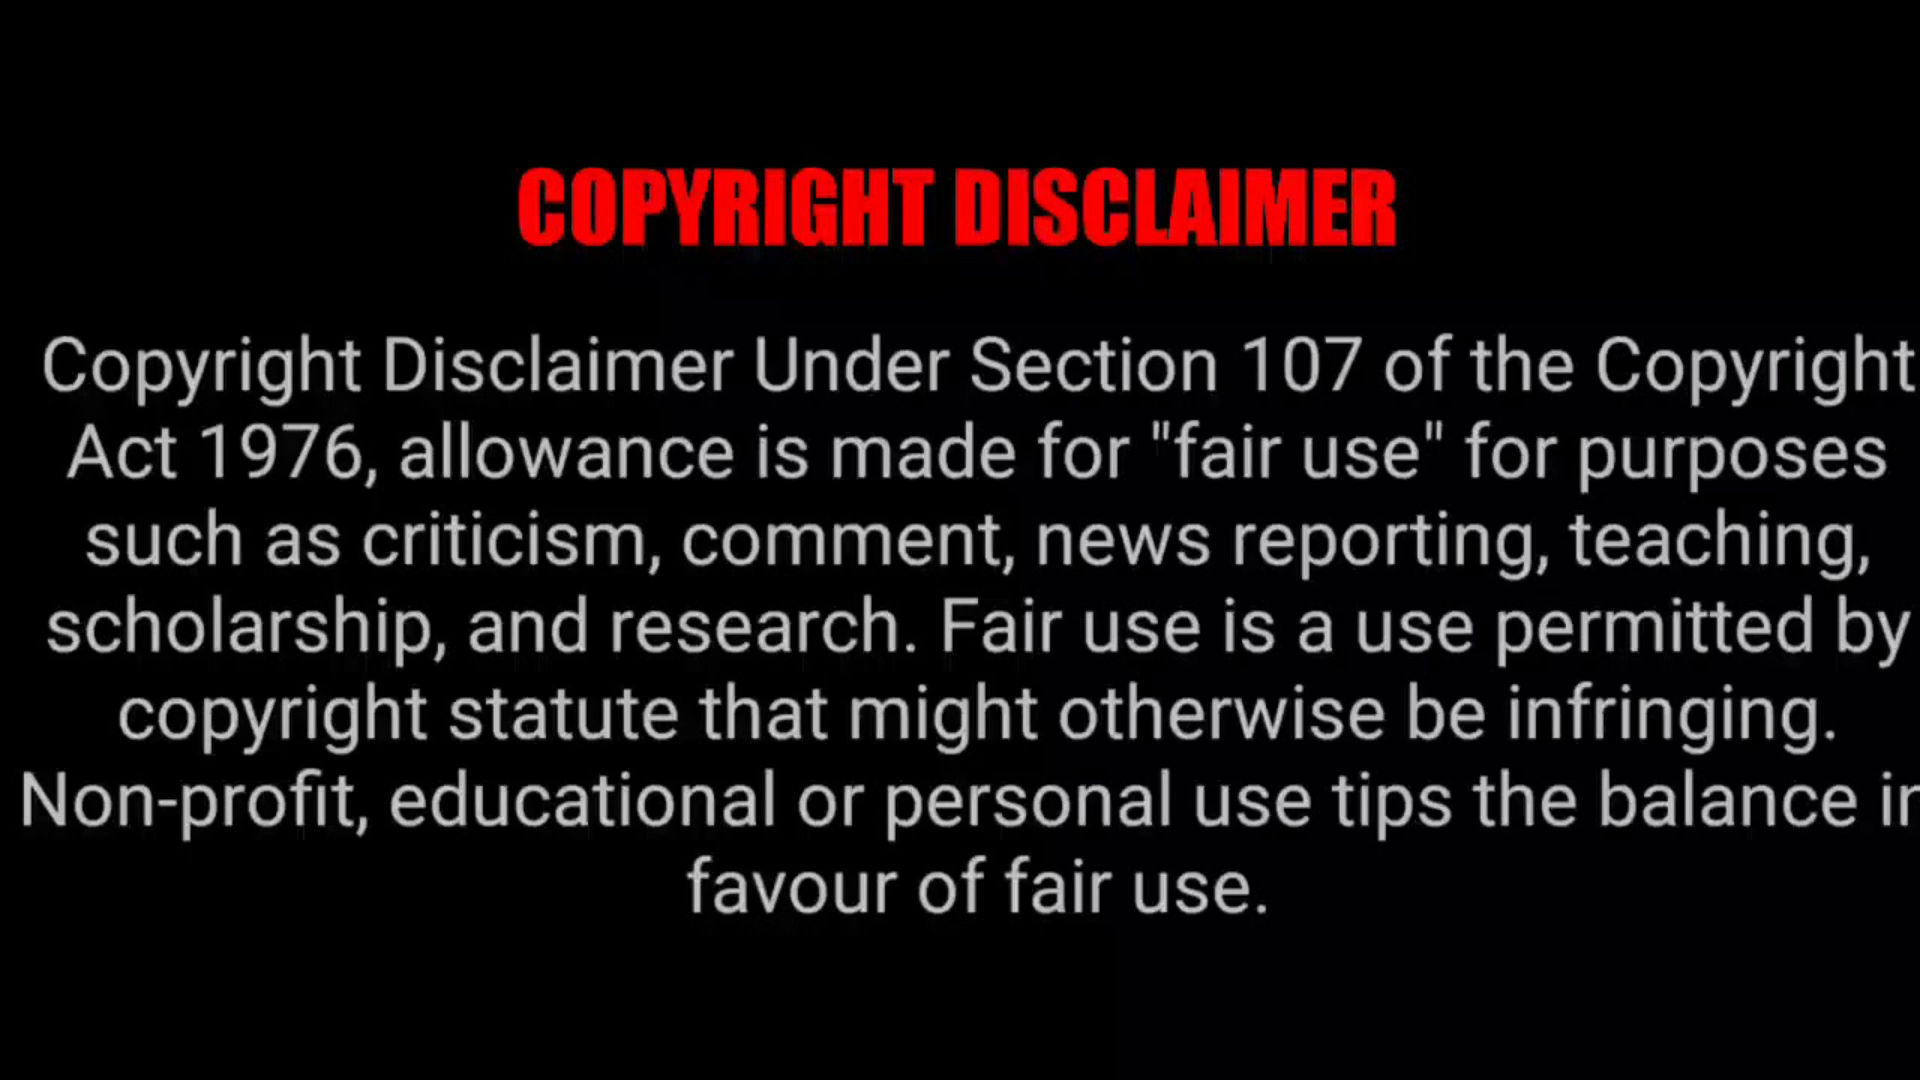 COPYRIGHT DISCLAIMER
Copyright Disclaimer Under Section 107 of the Copyright
Act 1976, allowance is made for "fair use" for purposes
such as criticism, comment, news reporting, teaching,
scholarship, and research. Fair use is a use permitted by
copyright statute that might otherwise be infringing.
Non-profit, educational or personal use tips the balance in
favour of fair use.